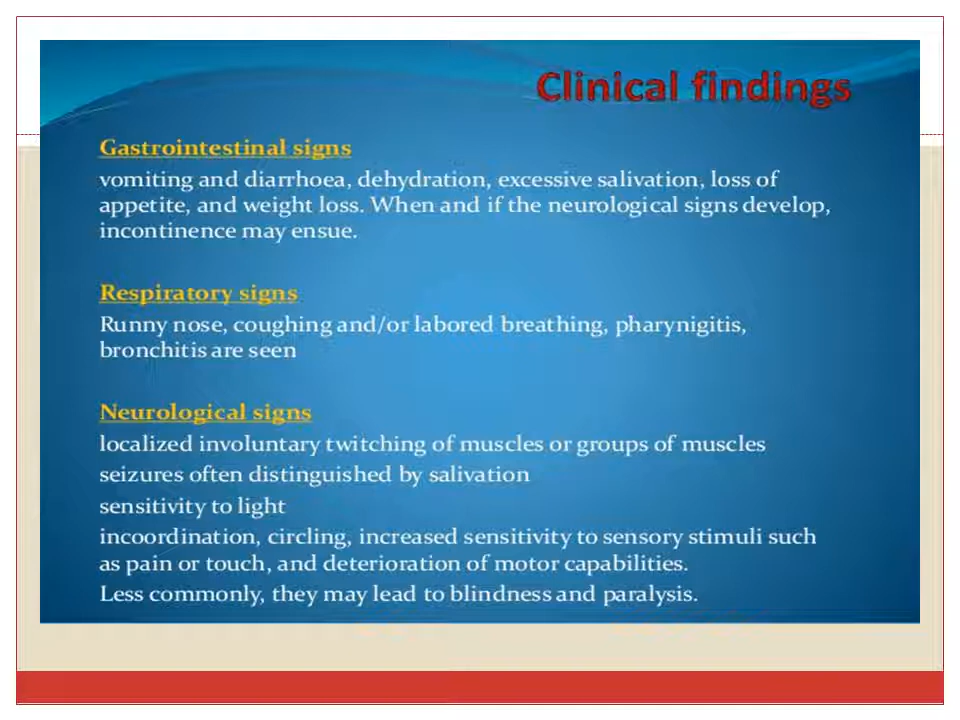 Clinical findings
Gastrointestinal signs
vomiting and diarrhoea, dehydration, excessive salivation, loss of
appetite, and weight loss. When and if the neurological signs develop,
incontinence may ensue.
Respiratory signs
Runny nose, coughing and/or labored breathing, pharynigitis,
bronchitis are seen
Neurological signs
localized involuntary twitching of muscles or groups of muscles
seizures often distinguished by salivation
sensitivity to light
incoordination, circling, increased sensitivity to sensory stimuli such
as pain or touch, and deterioration of motor capabilities.
Less commonly, they may lead to blindness and paralysis.